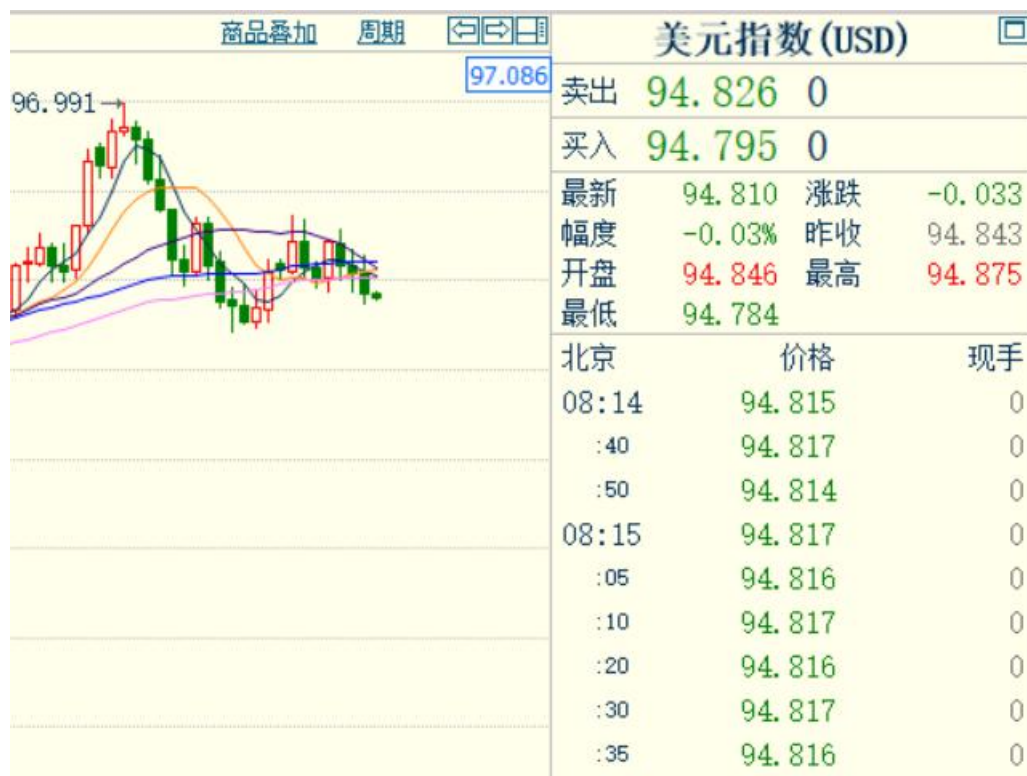 商品叠加 周期
97.086
96.991
美元指数(USD)
卖出 94.826 0
买入 94.795 0
最新 94.810 涨跌 -0.033
幅度 -0.03% 昨收 94.843
开盘 94.846 最高 94.875
最低 94.784
北京 价格 现手
08:14 94.815 0
:40 94.817 0
:50 94.814 0
08:15 94.817 0
:05 94.816 0
:10 94.817 0
:20 94.816 0
:30 94.817 0
:35 94.816 0